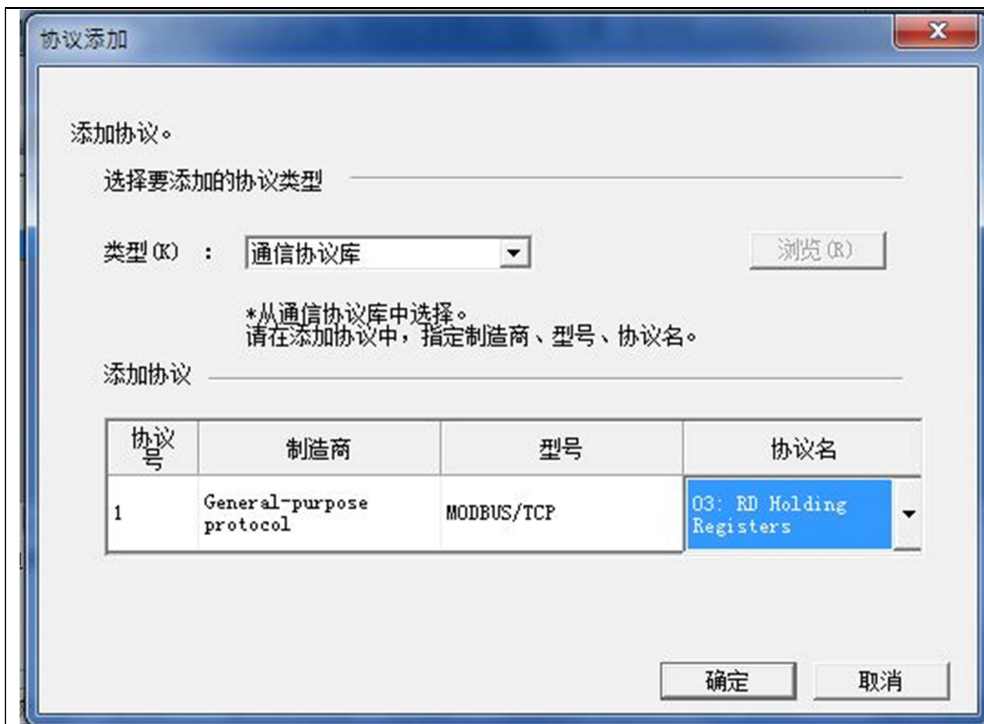 协议添加
添加协议。
选择要添加的协议类型
类型(K) : 通信协议库 浏览(R)
*从通信协议库中选择。
请在添加协议中，指定制造商、型号、协议名。
添加协议
协议号 制造商 型号 协议名
1 General-purpose protocol MODBUS/TCP 03: RD Holding Registers
确定 取消